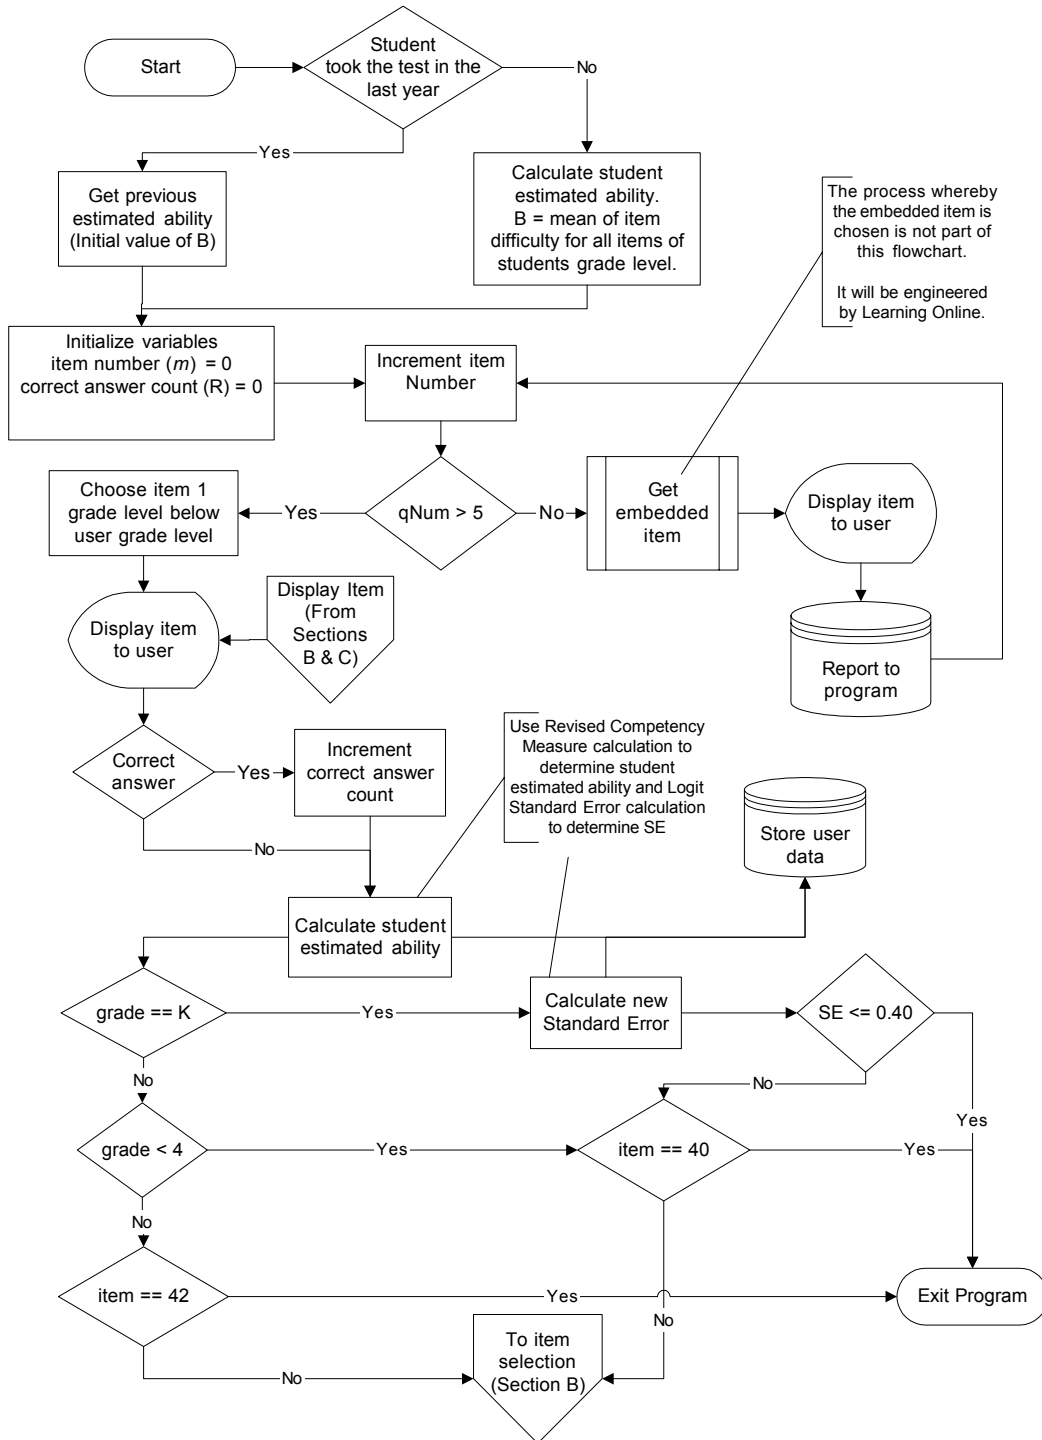 Start
Student
took the test in the
last year
No
Yes
Get previous
estimated ability
(Initial value of B)
Calculate student
estimated ability.
B = mean of item
difficulty for all items of
students grade level.
The process whereby
the embedded item is
chosen is not part of
this flowchart.
It will be engineered
by Learning Online.
Initialize variables
item number (m) = 0
correct answer count (R) = 0
Increment item
Number
Choose item 1
grade level below
user grade level
Yes
qNum > 5
No
Get
embedded
item
Display item
to user
Display item
to user
Display Item
(From
Sections
B & C)
Report to
program
Correct
answer
Yes
Increment
correct answer
count
No
Use Revised Competency
Measure calculation to
determine student
estimated ability and Logit
Standard Error calculation
to determine SE
Store user
data
Calculate student
estimated ability
grade == K
Yes
Calculate new
Standard Error
SE <= 0.40
No
No
Yes
grade < 4
Yes
item == 40
Yes
No
item == 42
Yes
Exit Program
No
No
To item
selection
(Section B)